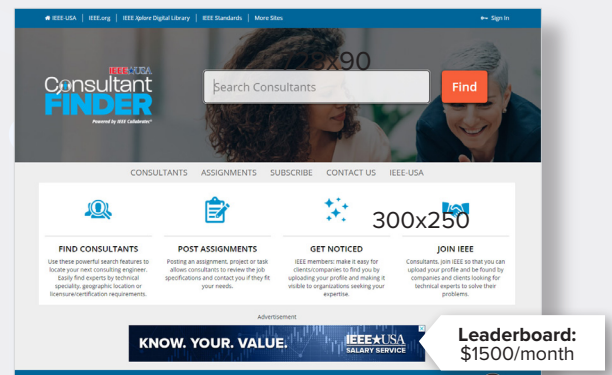 IEEE-USA | IEEE.org | IEEE Xplore Digital Library | IEEE Standards | More Sites
Sign In
x90
IEEE★USA
Consultant
FINDER
Powered by IEEE Collabratec®
Search Consultants
Find
CONSULTANTS ASSIGNMENTS SUBSCRIBE CONTACT US IEEE-USA
300x250
FIND CONSULTANTS
Use these powerful search features to
locate your next consulting engineer.
Easily find experts by technical
speciality, geographic location or
licensure/certification requirements.
POST ASSIGNMENTS
Posting an assignment, project or task
allows consultants to review the job
specifications and contact you if they fit
your needs.
GET NOTICED
IEEE members: make it easy for
clients/companies to find you by
uploading your profile and making it
visible to organizations seeking your
expertise.
JOIN IEEE
Consultants, join IEEE so that you can
upload your profile and be found by
companies and clients looking for
technical experts to solve their
problems.
Advertisement
KNOW. YOUR. VALUE.
IEEE★USA
SALARY SERVICE
Leaderboard:
$1500/month